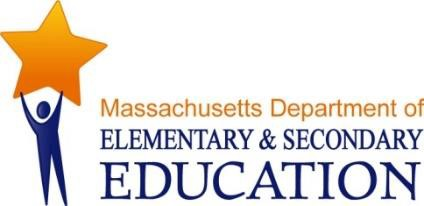 Massachusetts Department of
ELEMENTARY & SECONDARY
EDUCATION